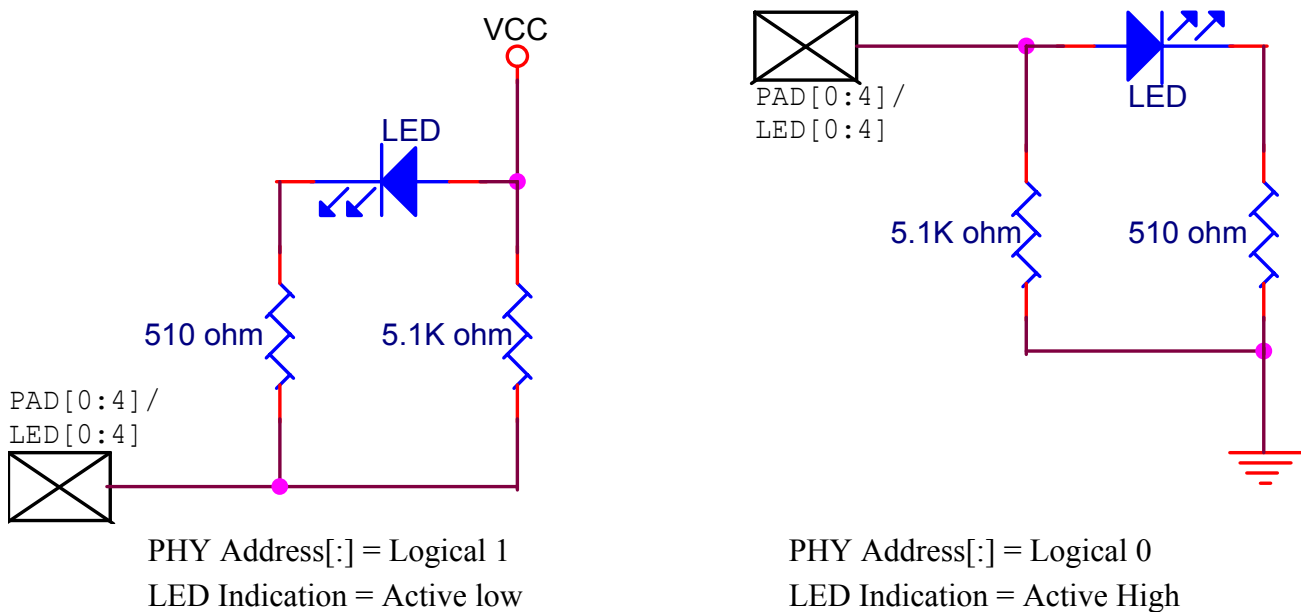 VCC
LED
510 ohm
5.1K ohm
PAD[0:4]/
LED[0:4]
PHY Address[:] = Logical 1
LED Indication = Active low
PAD[0:4]/
LED[0:4]
LED
5.1K ohm
510 ohm
PHY Address[:] = Logical 0
LED Indication = Active High